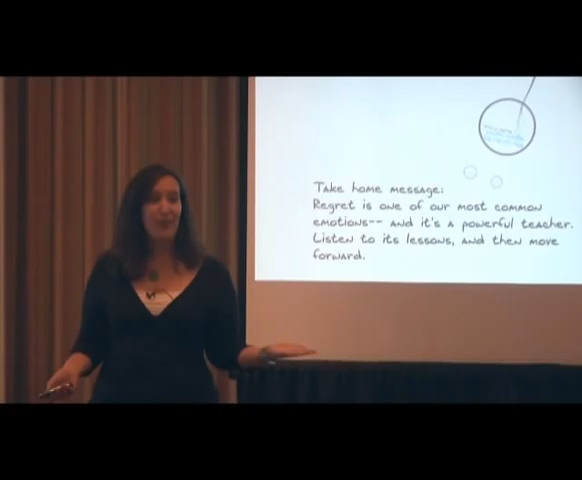 Take home message:
Regret is one of our most common
emotions-- and it's a powerful teacher.
Listen to its lessons, and then move
forward.